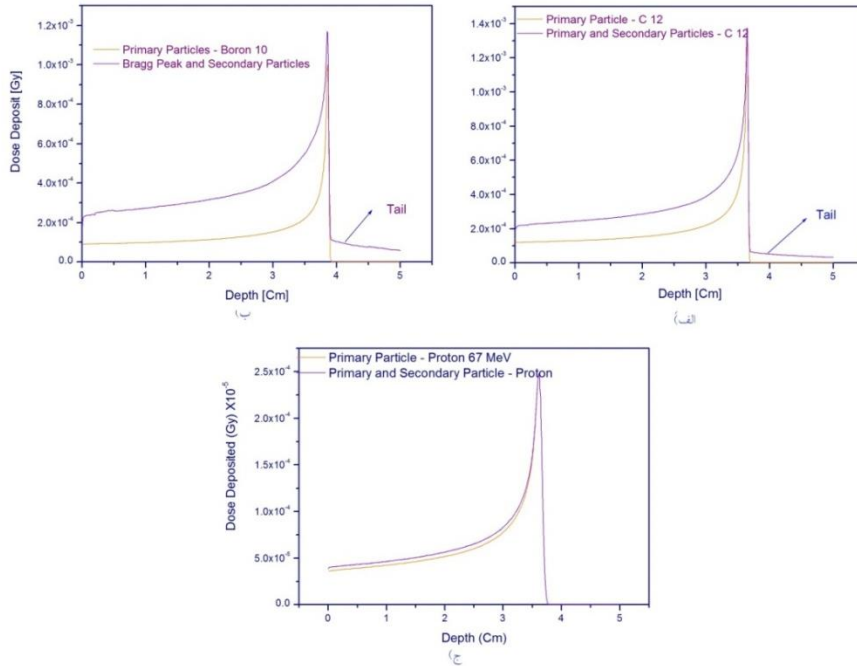 1.2x10⁻³
1.0x10⁻³
8.0x10⁻⁴
6.0x10⁻⁴
4.0x10⁻⁴
2.0x10⁻⁴
0.0
Dose Deposit [Gy]
Primary Particles - Boron 10
Bragg Peak and Secondary Particles
Tail
0 1 2 3 4 5
Depth [Cm]
ب)
1.4x10⁻³
1.2x10⁻³
1.0x10⁻³
8.0x10⁻⁴
6.0x10⁻⁴
4.0x10⁻⁴
2.0x10⁻⁴
0.0
Primary Particle - C 12
Primary and Secondary Particles - C 12
Tail
0 1 2 3 4 5
Depth [Cm]
الف)
Primary Particle - Proton 67 MeV
Primary and Secondary Particle - Proton
2.5x10⁻⁴
2.0x10⁻⁴
1.5x10⁻⁴
1.0x10⁻⁴
5.0x10⁻⁵
0.0
Dose Deposited (Gy) X10⁻⁵
0 1 2 3 4 5
Depth (Cm)
ج)